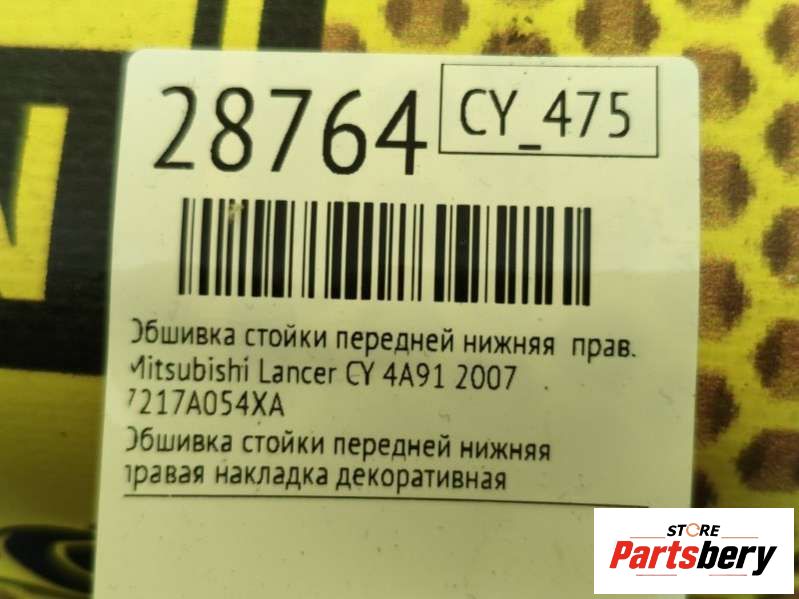 28764
CY_475
Обшивка стойки передней нижняя прав.
Mitsubishi Lancer CY 4A91 2007
7217A054XA
Обшивка стойки передней нижняя
правая накладка декоративная
STORE
Partsbery